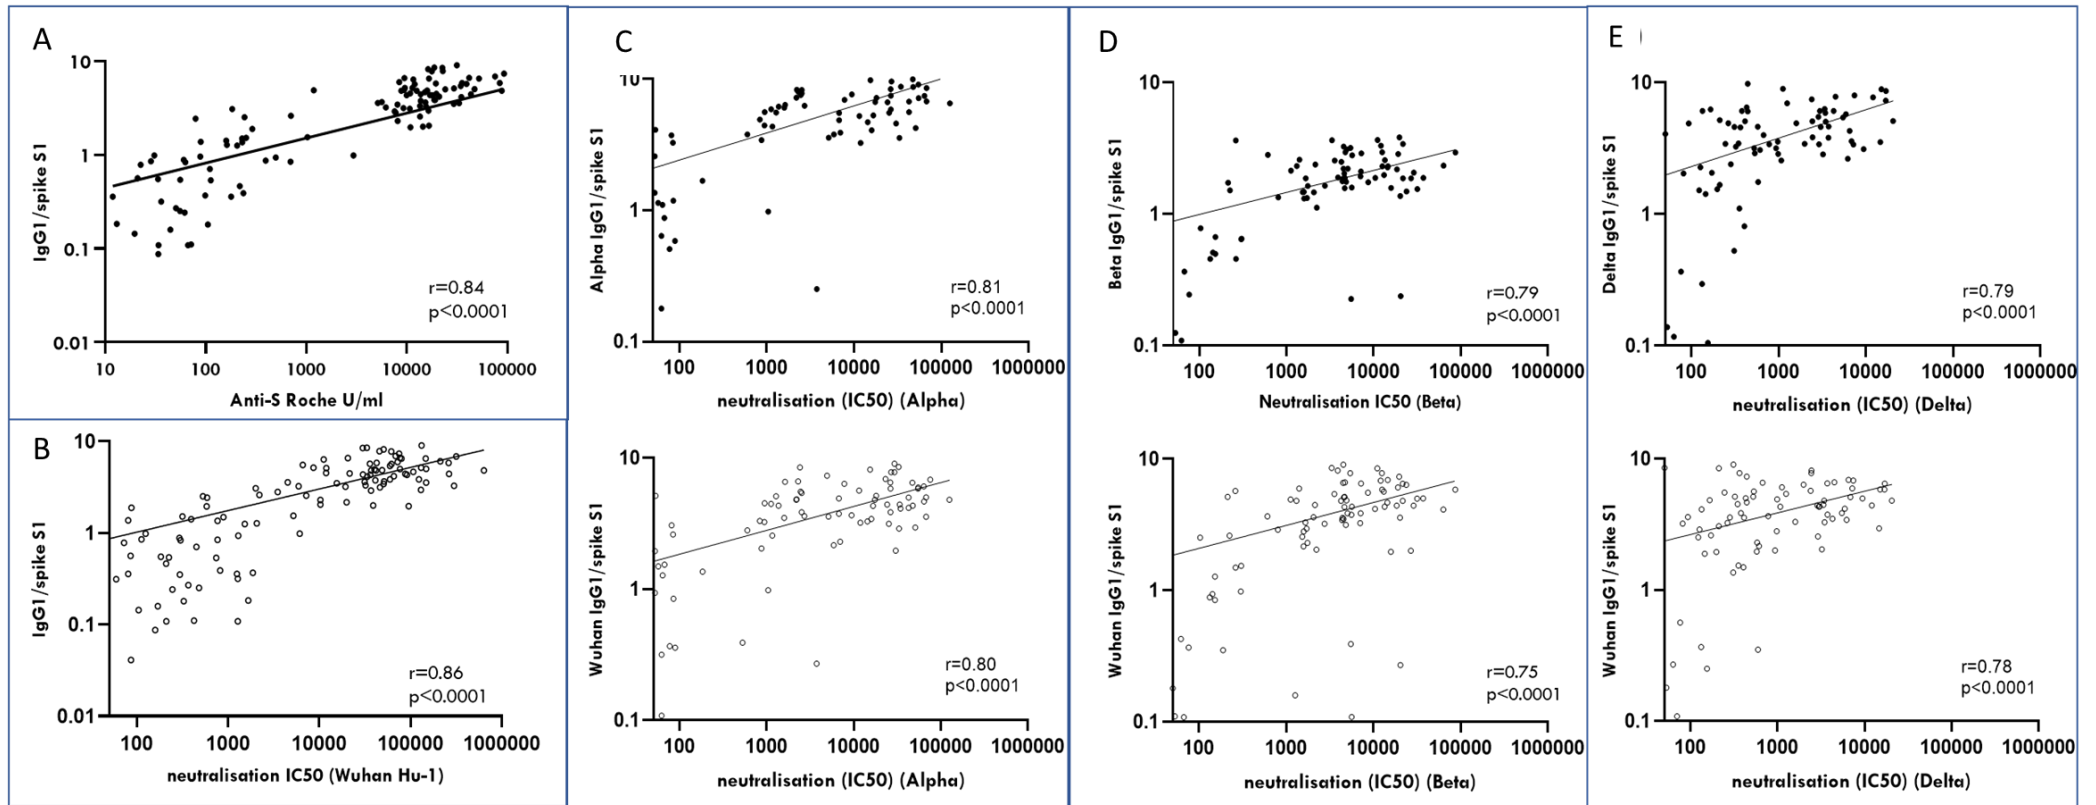 A
10
1
0.1
0.01
IgG1/spike S1
r=0.84
p<0.0001
10 100 1000 10000 100000
Anti-S Roche U/ml
B
10
1
0.1
0.01
IgG1/spike S1
r=0.86
p<0.0001
100 1000 10000 100000 1000000
neutralisation IC50 (Wuhan Hu-1)
C
10
1
0.1
Alpha IgG1/spike S1
r=0.81
p<0.0001
100 1000 10000 100000 1000000
neutralisation (IC50) (Alpha)
10
1
0.1
Wuhan IgG1/spike S1
r=0.80
p<0.0001
100 1000 10000 100000 1000000
neutralisation (IC50) (Alpha)
D
10
1
0.1
Beta IgG1/spike S1
r=0.79
p<0.0001
100 1000 10000 100000 1000000
Neutralisation IC50 (Beta)
10
1
0.1
Wuhan IgG1/spike S1
r=0.75
p<0.0001
100 1000 10000 100000 1000000
neutralisation (IC50) (Beta)
E
10
1
0.1
Delta IgG1/spike S1
r=0.79
p<0.0001
100 1000 10000 100000 1000000
neutralisation (IC50) (Delta)
10
1
0.1
Wuhan IgG1/spike S1
r=0.78
p<0.0001
100 1000 10000 100000 1000000
neutralisation (IC50) (Delta)